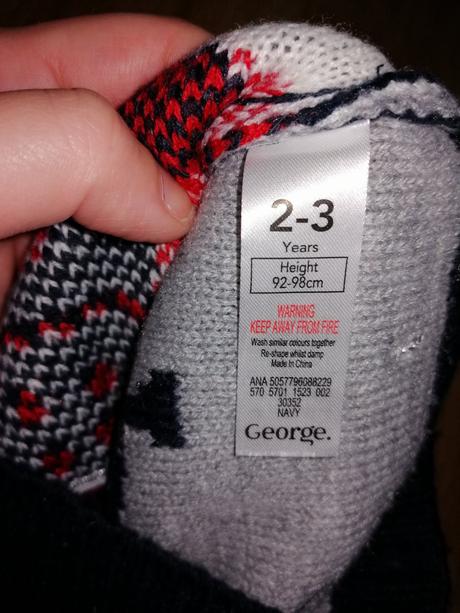 2-3
Years
Height
92-98cm
WARNING
KEEP AWAY FROM FIRE
Wash similar colours together
Re-shape whilst damp
Made In China
ANA 5057796088229
570 5701 1523 002
30352
NAVY
George.